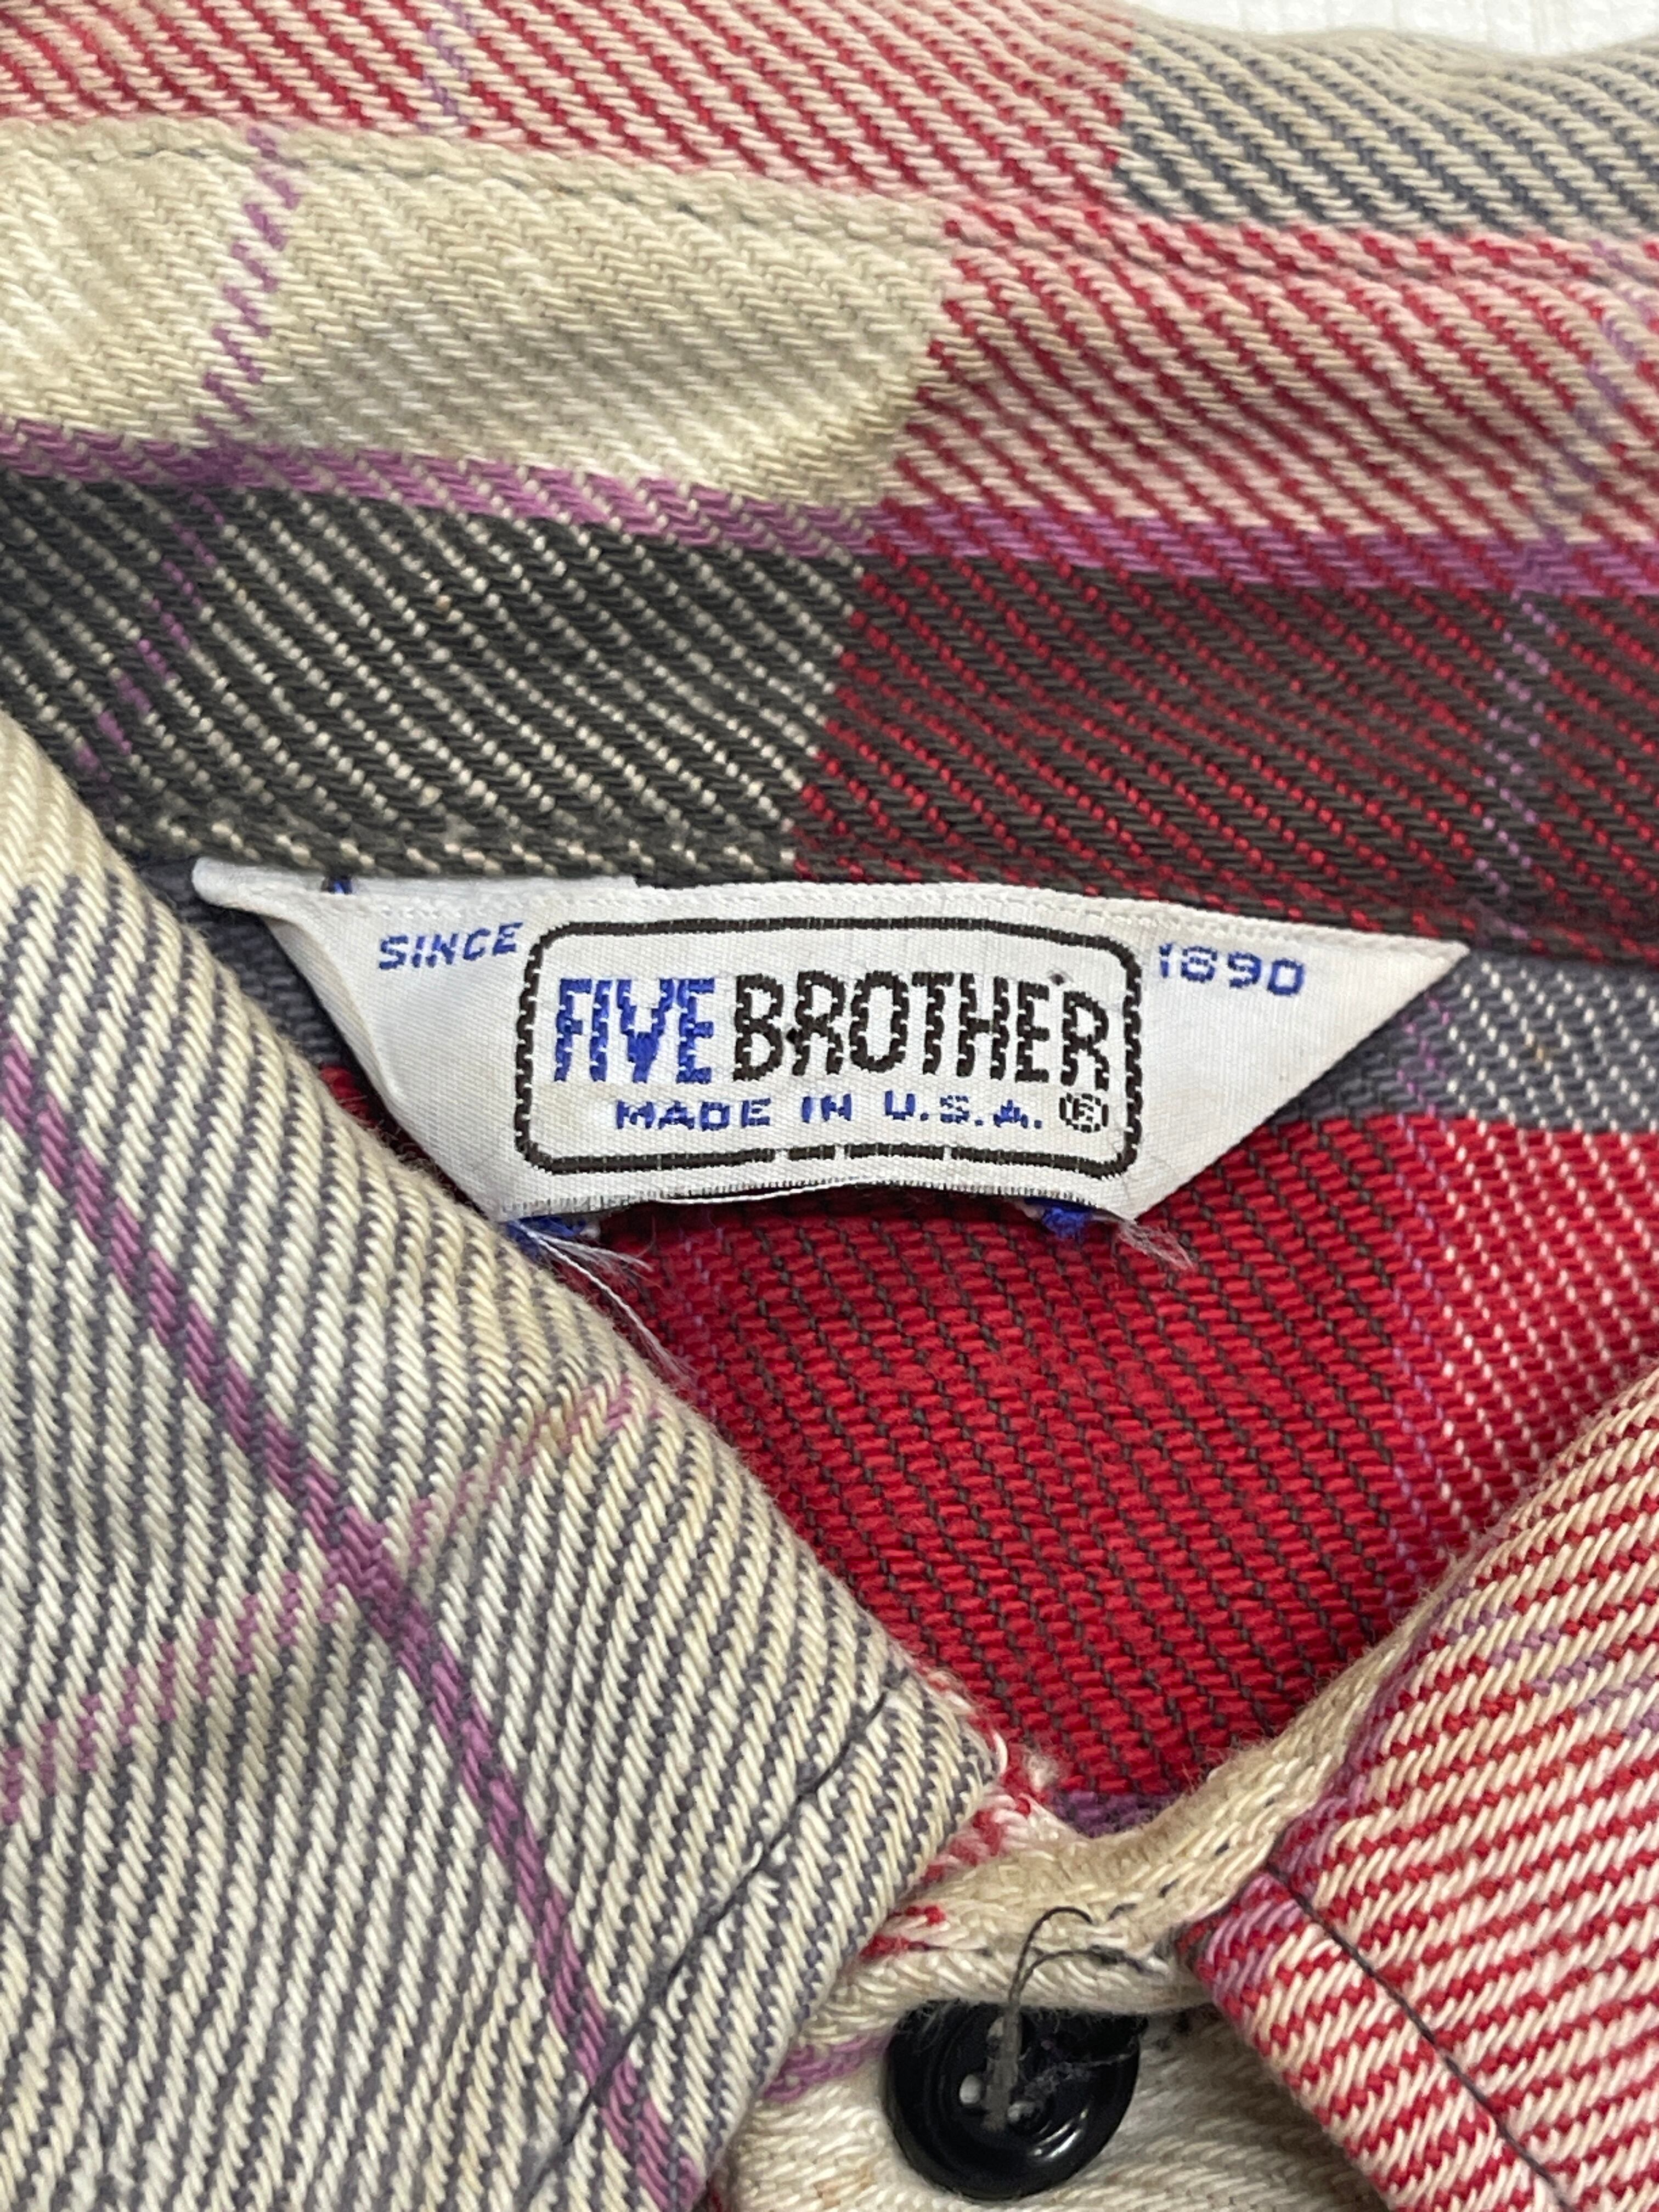 SINCE 1890
FIVE BROTHER
MADE IN U.S.A. ®